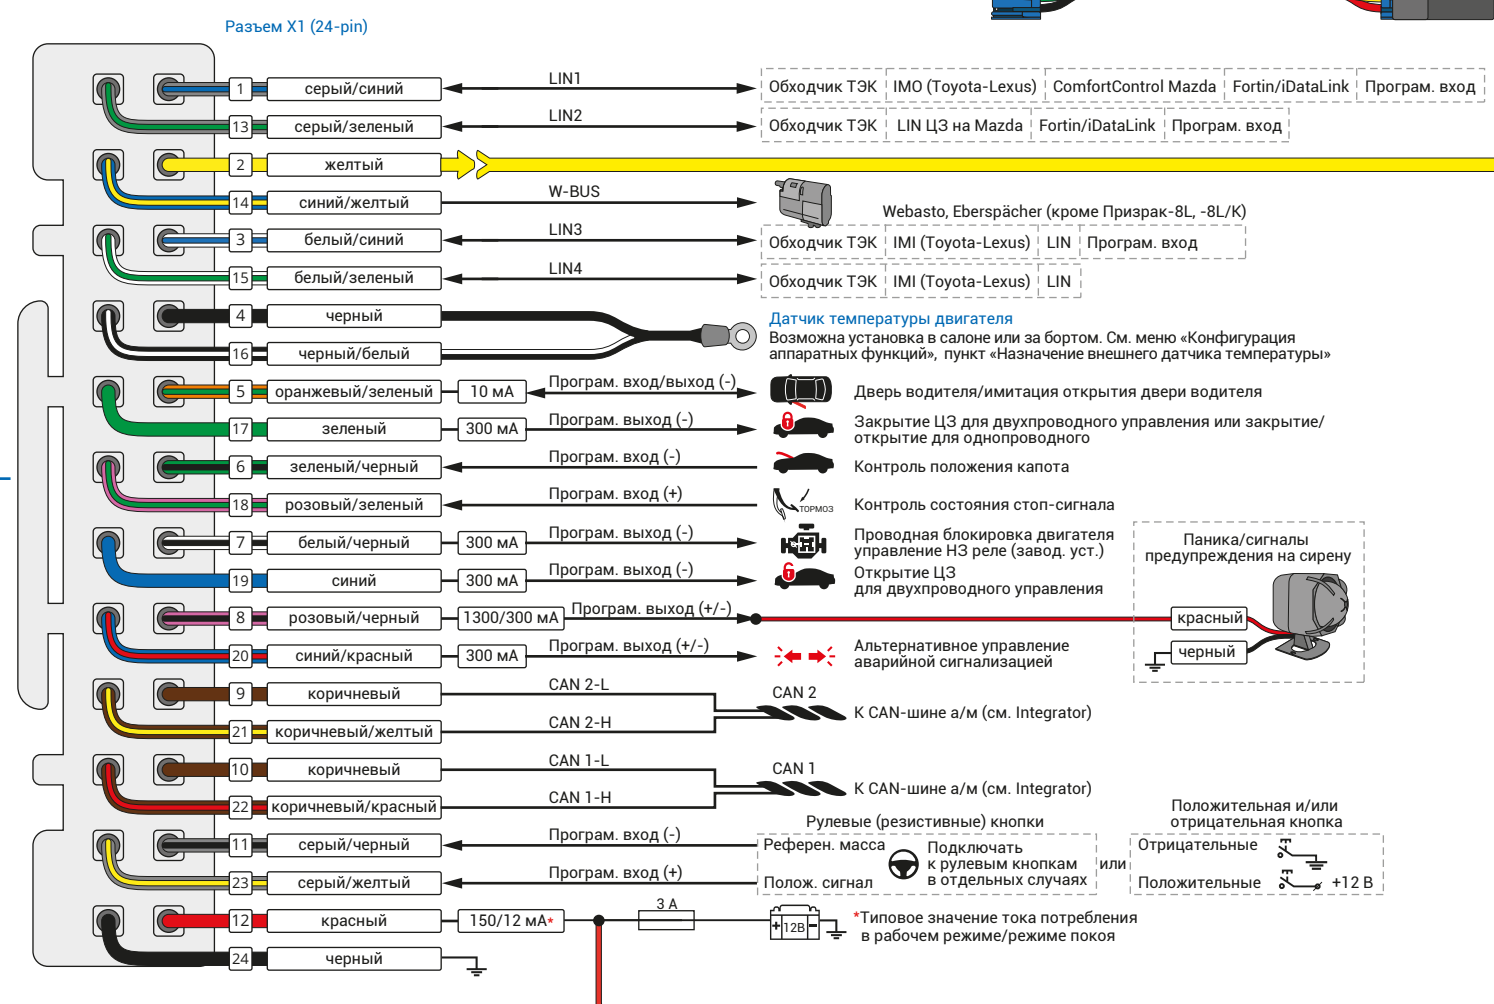 Разъем X1 (24-pin)
1 серый/синий LIN1 Обходчик ТЭК IMO (Toyota-Lexus) ComfortControl Mazda Fortin/iDataLink Програм. вход
13 серый/зеленый LIN2 Обходчик ТЭК LIN ЦЗ на Mazda Fortin/iDataLink Програм. вход
2 желтый
14 синий/желтый W-BUS
Webasto, Eberspächer (кроме Призрак-8L, -8L/K)
3 белый/синий LIN3 Обходчик ТЭК IMI (Toyota-Lexus) LIN Програм. вход
15 белый/зеленый LIN4 Обходчик ТЭК IMI (Toyota-Lexus) LIN
4 черный
Датчик температуры двигателя
Возможна установка в салоне или за бортом. См. меню «Конфигурация
аппаратных функций», пункт «Назначение внешнего датчика температуры»
16 черный/белый
5 оранжевый/зеленый 10 мА Програм. вход/выход (-) Дверь водителя/имитация открытия двери водителя
17 зеленый 300 мА Програм. выход (-) Закрытие ЦЗ для двухпроводного управления или закрытие/
открытие для однопроводного
6 зеленый/черный Програм. вход (-) Контроль положения капота
18 розовый/зеленый Програм. вход (+) ТОРМОЗ Контроль состояния стоп-сигнала
7 белый/черный 300 мА Програм. выход (-) Проводная блокировка двигателя
управление НЗ реле (завод. уст.)
19 синий 300 мА Програм. выход (-) Открытие ЦЗ
для двухпроводного управления
Паника/сигналы
предупреждения на сирену
8 розовый/черный 1300/300 мА Програм. выход (+/-) красный
черный
20 синий/красный 300 мА Програм. выход (+/-) Альтернативное управление
аварийной сигнализацией
9 коричневый CAN 2-L CAN 2
К CAN-шине а/м (см. Integrator)
21 коричневый/желтый CAN 2-H
10 коричневый CAN 1-L CAN 1
К CAN-шине а/м (см. Integrator)
22 коричневый/красный CAN 1-H
Рулевые (резистивные) кнопки
Положительная и/или
отрицательная кнопка
11 серый/черный Програм. вход (-) Референ. масса
Подключать
к рулевым кнопкам
в отдельных случаях
или
Отрицательные
23 серый/желтый Програм. вход (+) Полож. сигнал
Положительные +12 В
12 красный 150/12 мА* 3 А + 12В -
*Типовое значение тока потребления
в рабочем режиме/режиме покоя
24 черный